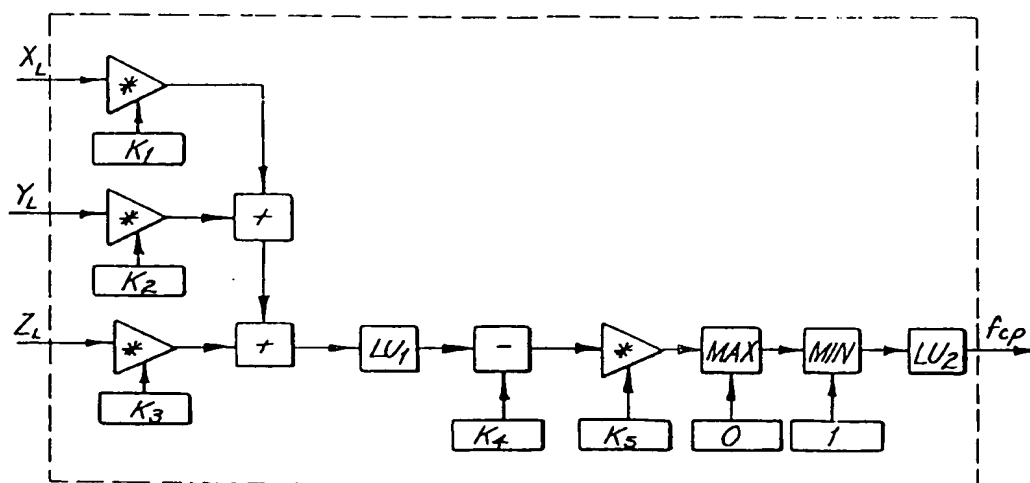 X_L
*
K_1
Y_L
*
+
K_2
Z_L
*
+
LU_1
-
*
MAX
MIN
LU_2
f_cp
K_3
K_4
K_5
0
1